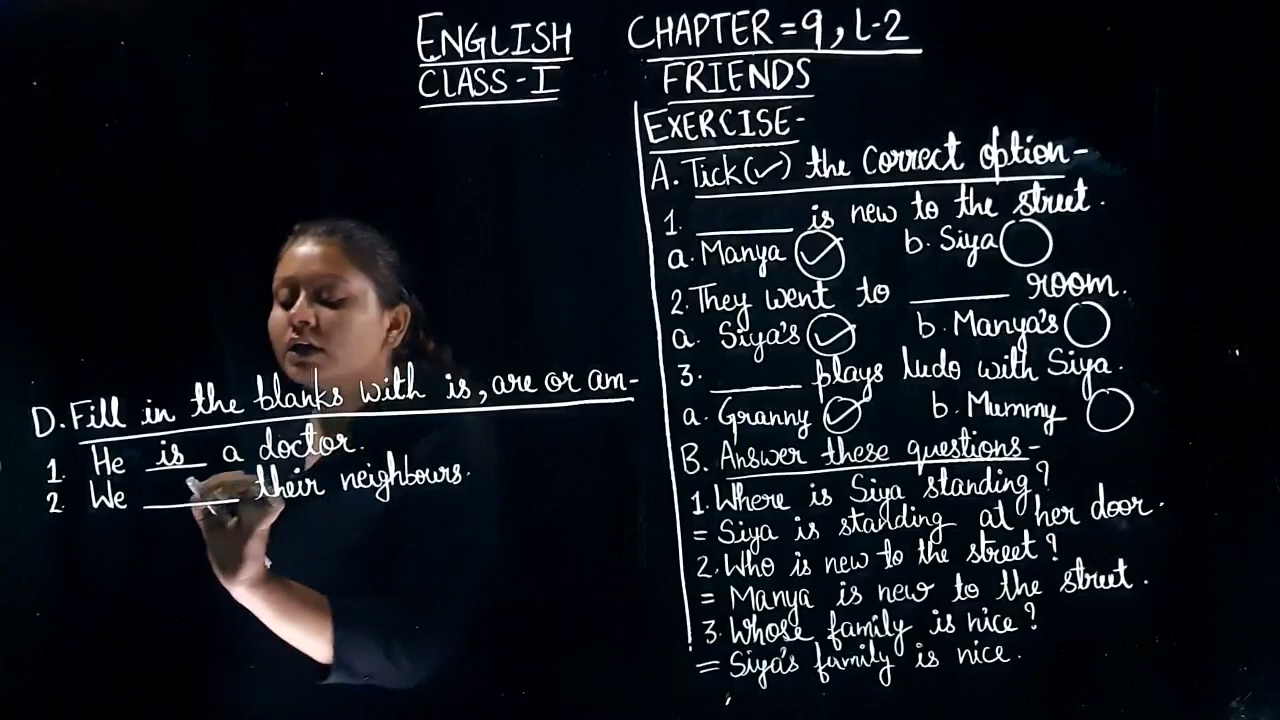 ENGLISH CHAPTER = 9, L-2
CLASS - I FRIENDS
EXERCISE -
A. Tick (✓) the correct option -
1. ______ is new to the street.
a. Manya ✓ b. Siya
2. They went to ______ room.
a. Siya's ✓ b. Manya's
3. ______ plays ludo with Siya.
a. Granny ✓ b. Mummy
B. Answer these questions -
1. Where is Siya standing?
= Siya is standing at her door.
2. Who is new to the street?
= Manya is new to the street.
3. Whose family is nice?
= Siya's family is nice.
D. Fill in the blanks with is, are or am -
1. He is a doctor.
2. We ______ their neighbours.